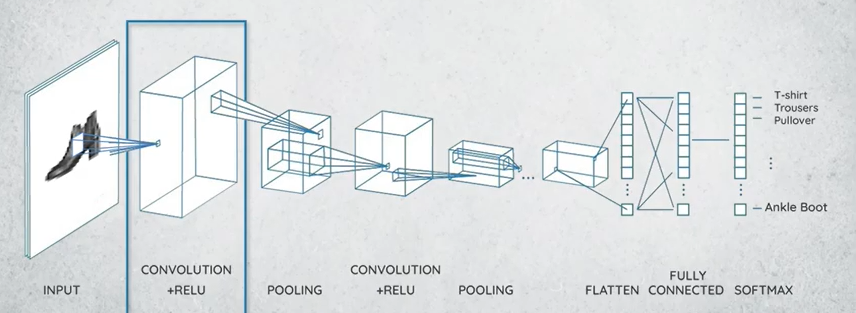 T-shirt
Trousers
Pullover
Ankle Boot
INPUT
CONVOLUTION
+RELU
POOLING
CONVOLUTION
+RELU
POOLING
FLATTEN
FULLY
CONNECTED
SOFTMAX